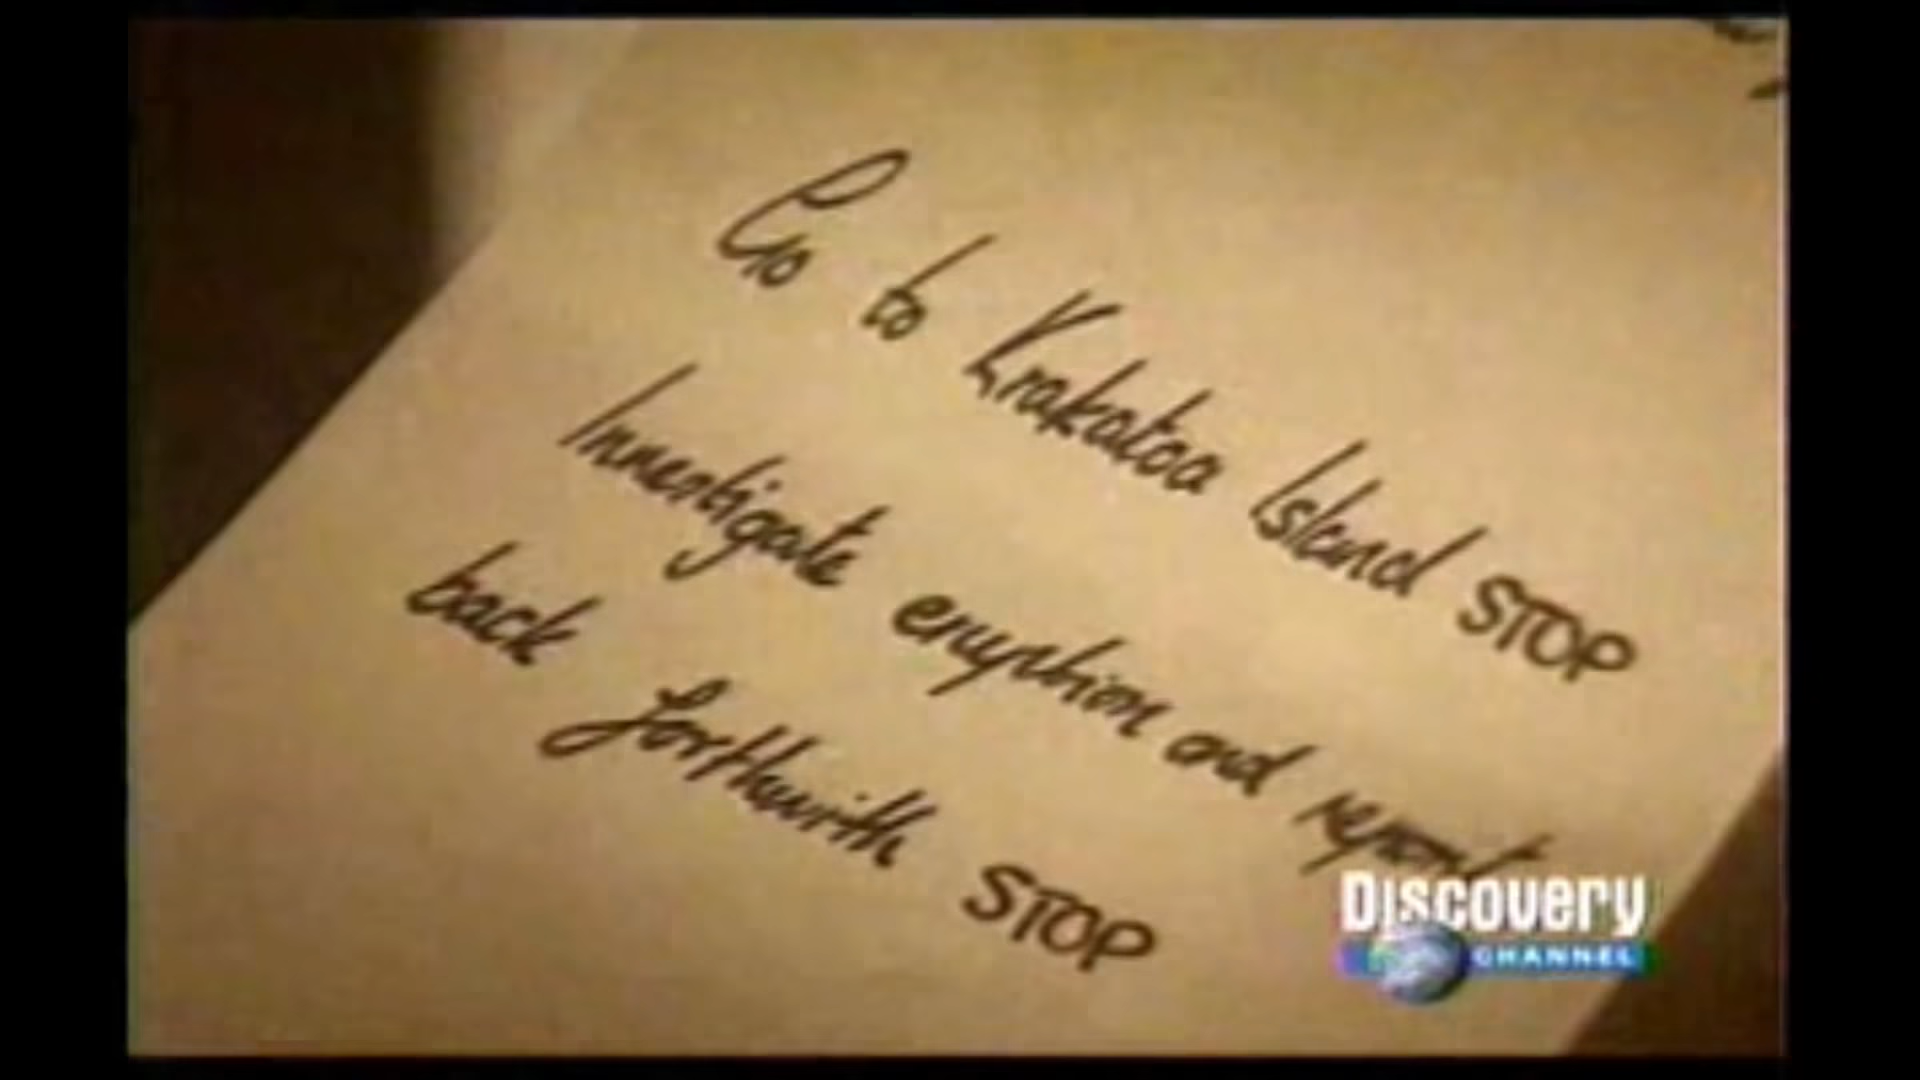 Go to Krakatoa Island STOP
Investigate eruption and report
back forthwith STOP
Discovery
CHANNEL